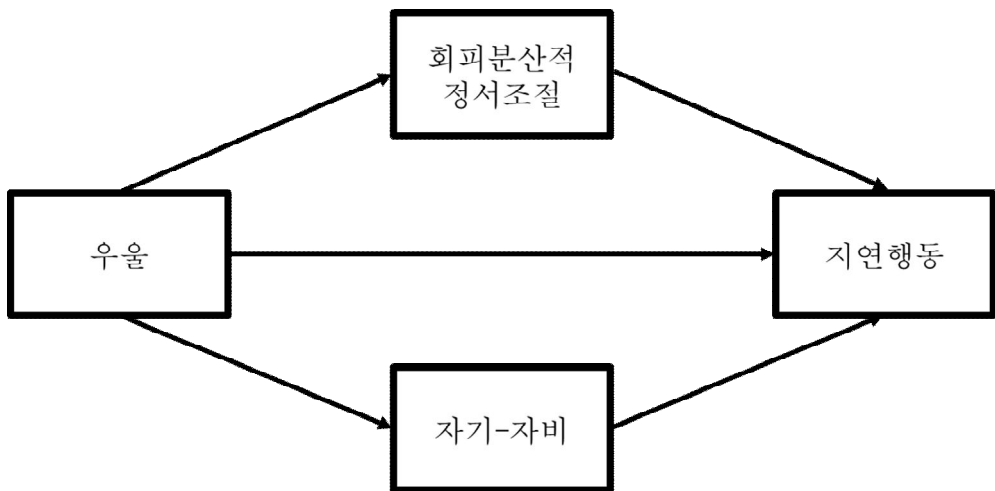 회피분산적
정서조절
우울
지연행동
자기-자비